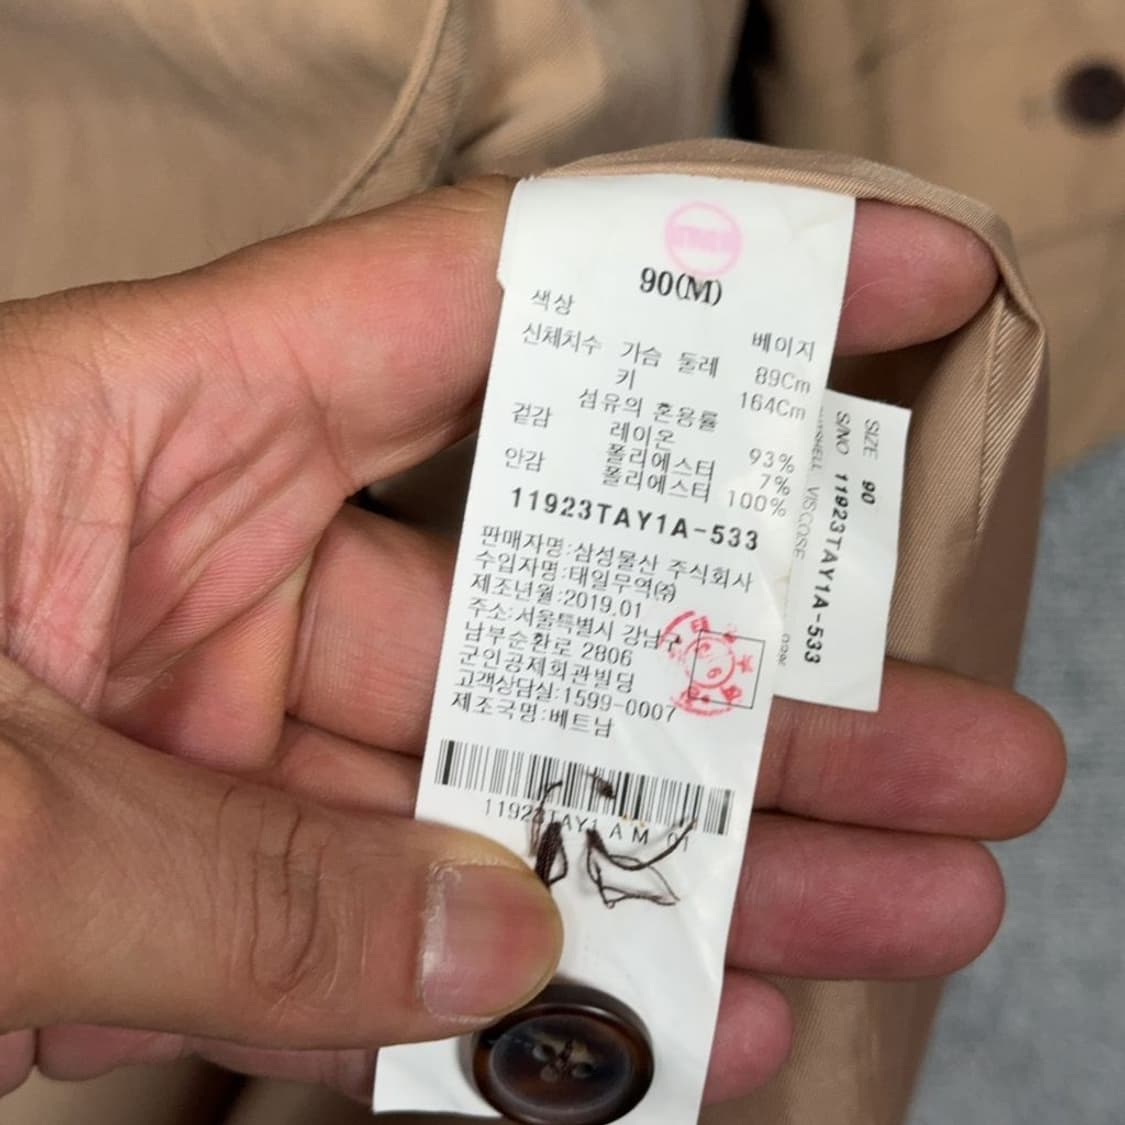 90(M)
색상 베이지
신체치수 가슴 둘레 89Cm
키 164Cm
섬유의 혼용률
겉감 레이온 93%
폴리에스터 7%
안감 폴리에스터 100%
11923TAY1A-533
판매자명:삼성물산 주식회사
수입자명:태일무역(주)
제조년월:2019.01
주소:서울특별시 강남구
남부순환로 2806
군인공제회관빌딩
고객상담실:1599-0007
제조국명:베트남
11923TAY1 A M 01
SIZE 90
S/NO 11923TAY1A-533
VISCOSE